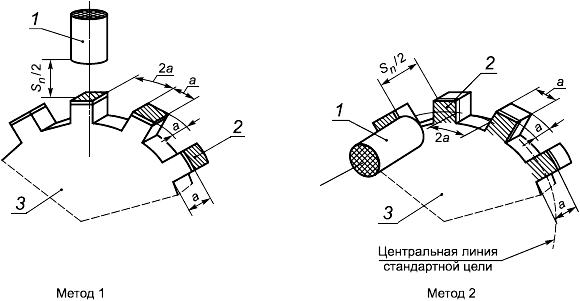 1
Sn/2
2a
a
a
2
3
a
Метод 1
Sn/2
2
a
1
2a
a
3
a
Центральная линия
стандартной цели
Метод 2